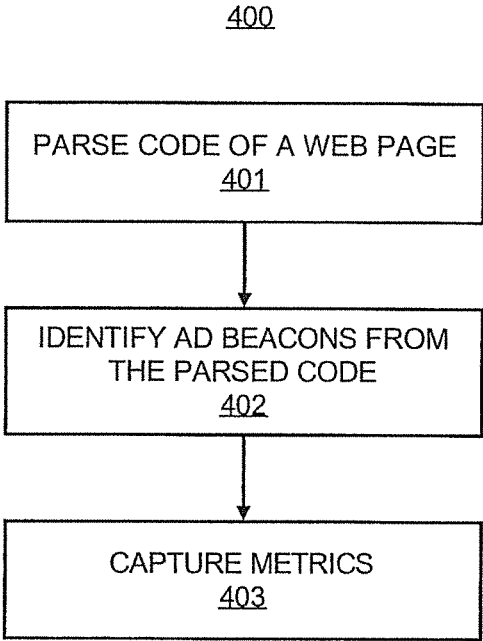 400
PARSE CODE OF A WEB PAGE
401
IDENTIFY AD BEACONS FROM
THE PARSED CODE
402
CAPTURE METRICS
403